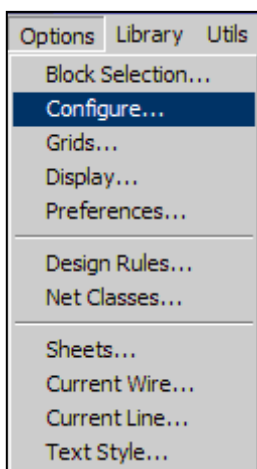 Options Library Utils
Block Selection...
Configure...
Grids...
Display...
Preferences...
Design Rules...
Net Classes...
Sheets...
Current Wire...
Current Line...
Text Style...